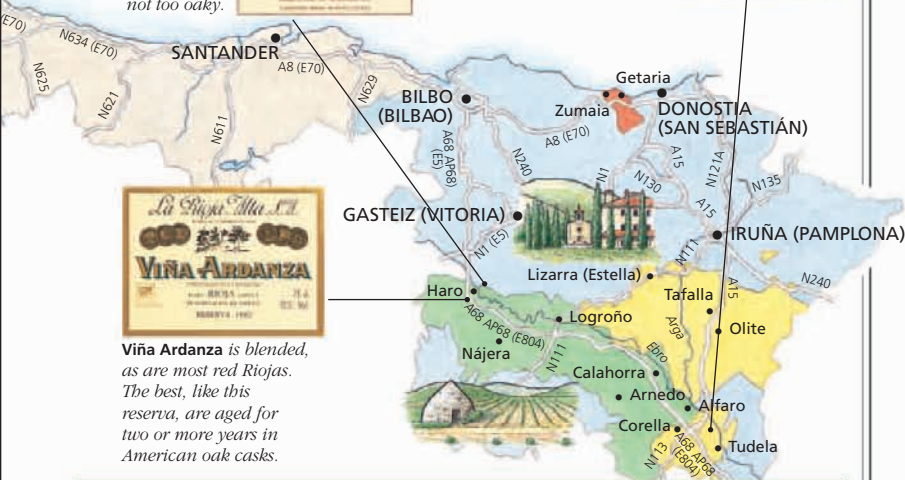 not too oaky.
(E70)
N634 (E70)
SANTANDER
A8 (E70)
N629
N625
N621
N611
BILBO
(BILBAO)
Getaria
Zumaia
DONOSTIA
(SAN SEBASTIÁN)
A8 (E70)
A68 AP68
(E5)
N240
N1
N130
A15
N121A
N135
A15
GASTEIZ (VITORIA)
IRUÑA (PAMPLONA)
N1 (E5)
N111
N240
La Rioja Alta, S.A.
VIÑA ARDANZA
RIOJA
RESERVA
Lizarra (Estella)
Tafalla
A15
Haro
Olite
Logroño
A68 AP68 (E804)
Arga
Ebro
Nájera
N111
Calahorra
Arnedo
Alfaro
Corella
Tudela
N113
A68 AP68
(E804)
Viña Ardanza is blended,
as are most red Riojas.
The best, like this
reserva, are aged for
two or more years in
American oak casks.